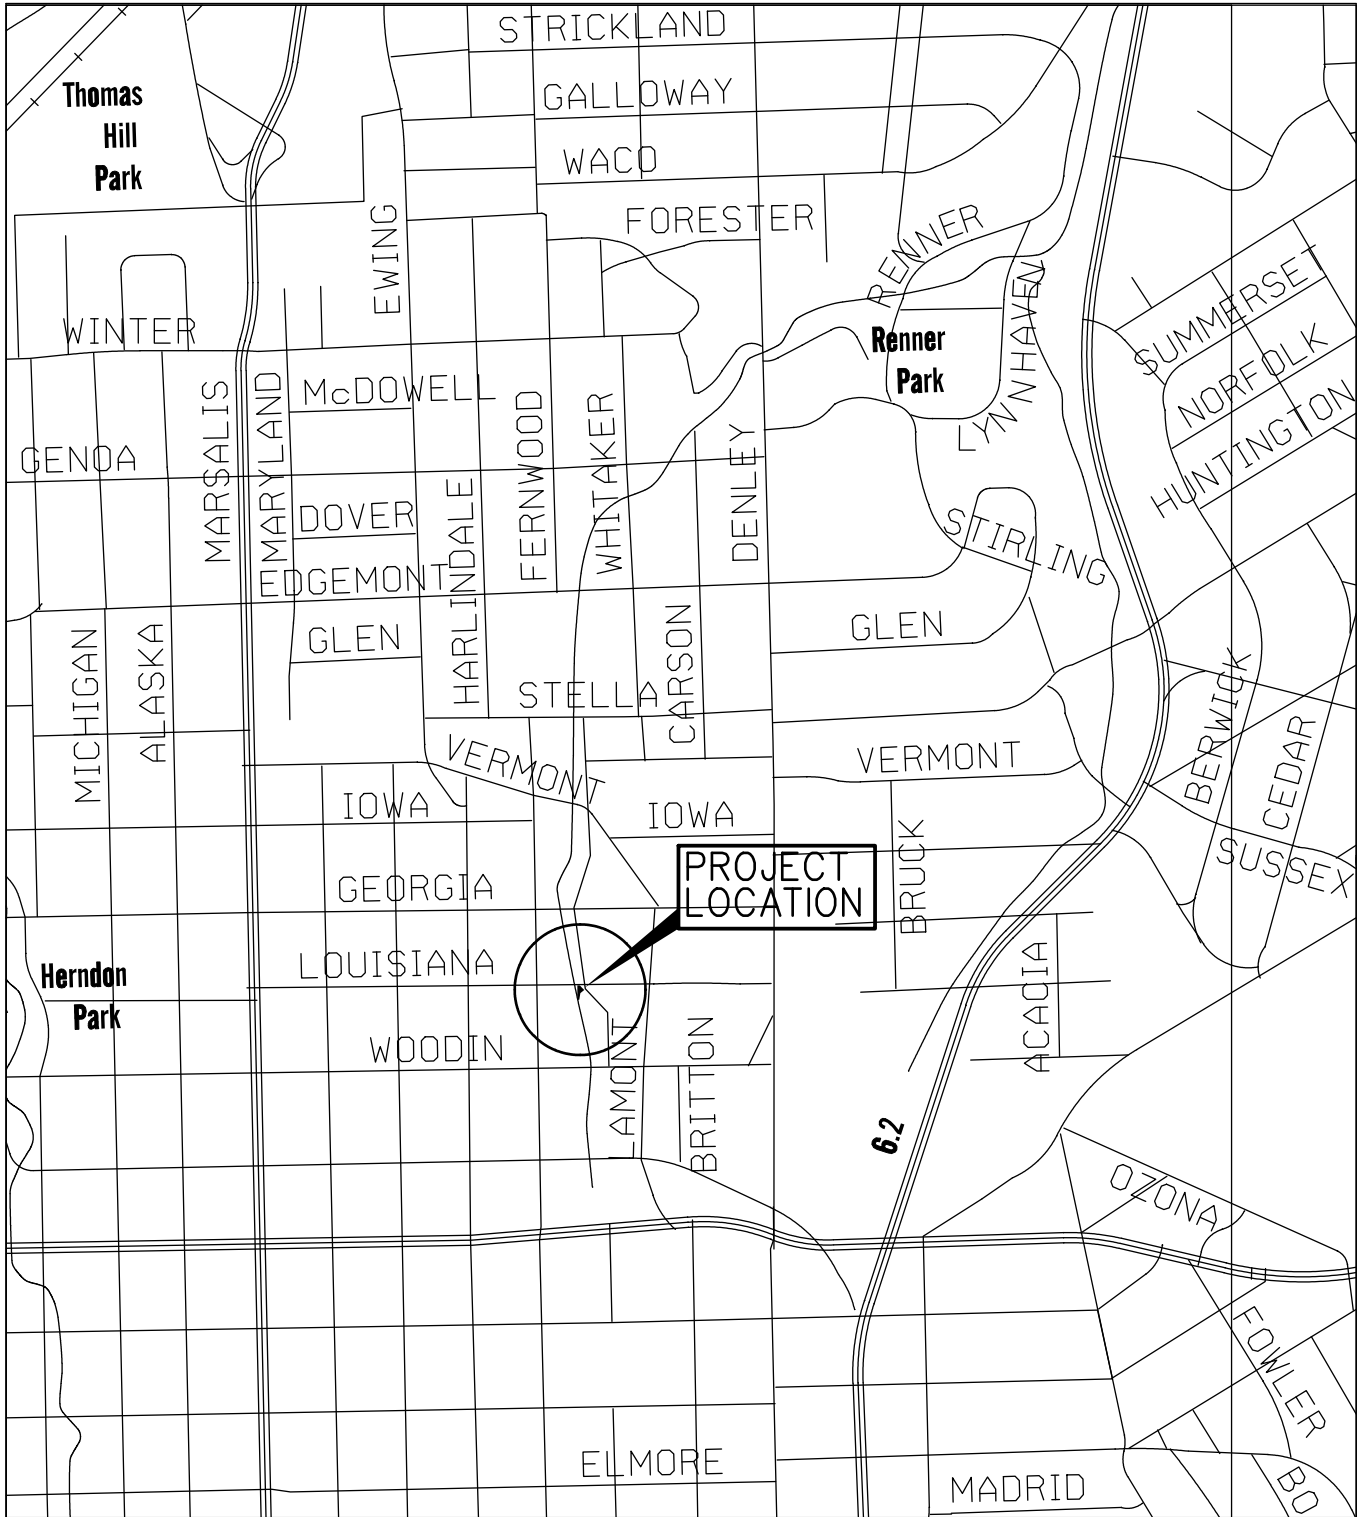 STRICKLAND
Thomas
Hill
Park
GALLOWAY
WACO
FORESTER
EWING
RENNER
LYNNHAVEN
SUMMERSET
NORFOLK
HUNTINGTON
WINTER
Renner
Park
MARSALIS
MARYLAND
McDOWELL
FERNWOOD
WHITAKER
DENLEY
GENOA
DOVER
HARLINDALE
STIRLING
EDGEMONT
GLEN
GLEN
CARSON
MICHIGAN
ALASKA
STELLA
BERWICK
CEDAR
VERMONT
VERMONT
IOWA
IOWA
BRUCK
SUSSEX
PROJECT
LOCATION
GEORGIA
LOUISIANA
Herndon
Park
ACACIA
WOODIN
LAMONT
BRITTON
6.2
OZONA
FOWLER
ELMORE
MADRID
BO